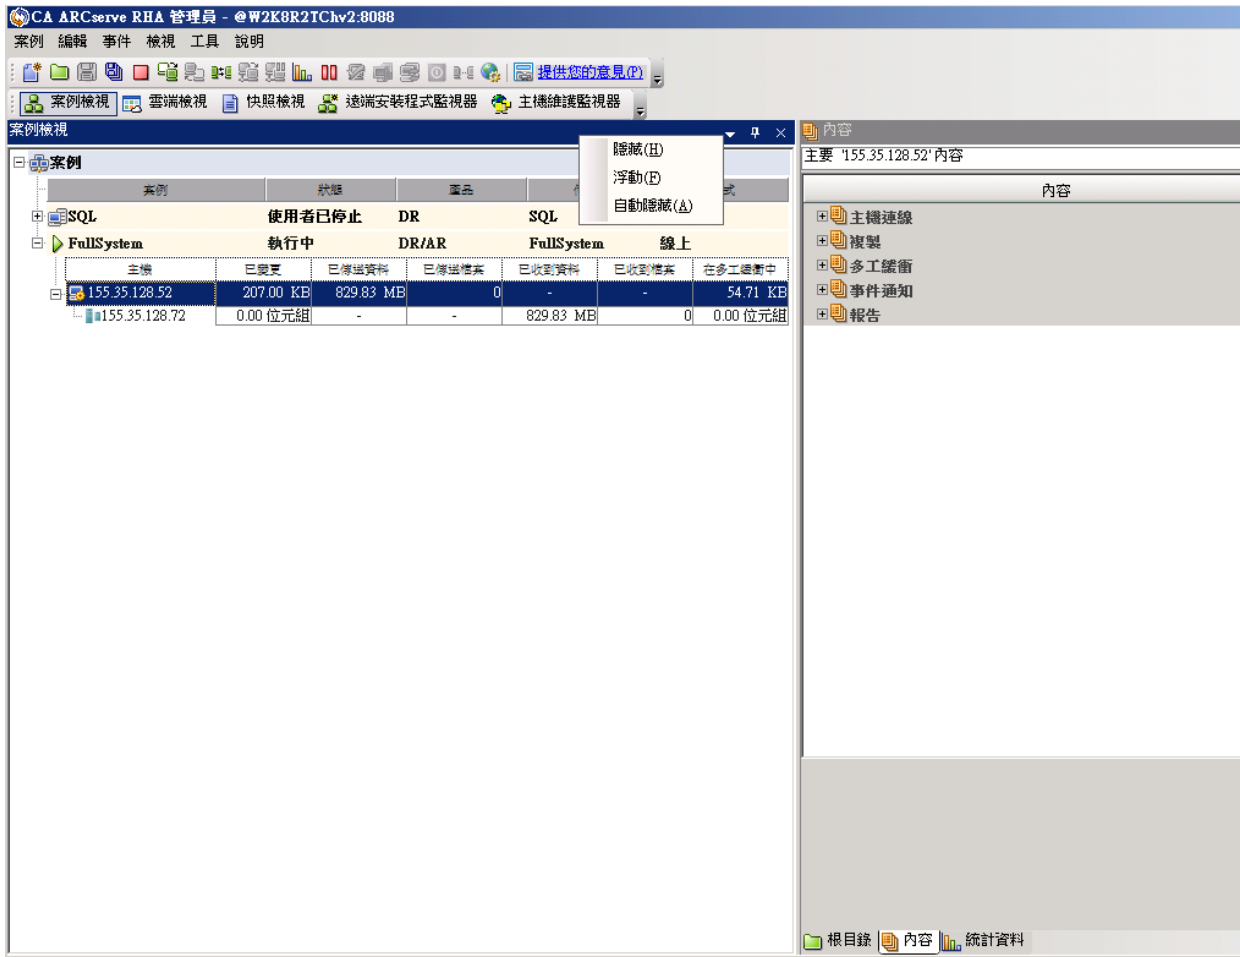 CA ARCserve RHA 管理員 - @W2K8R2TChv2:8088
案例 編輯 事件 檢視 工具 說明
提供您的意見(P)
案例檢視 雲端檢視 快照檢視 遠端安裝程式監視器 主機維護監視器
案例檢視
內容
隱藏(H)
浮動(F)
自動隱藏(A)
主要 '155.35.128.52' 內容
案例
案例 狀態 產品 式
SQL 使用者已停止 DR SQL
FullSystem 執行中 DR/AR FullSystem 線上
主機 已變更 已傳送資料 已傳送檔案 已收到資料 已收到檔案 在多工緩衝中
155.35.128.52 207.00 KB 829.83 MB 0 - - 54.71 KB
155.35.128.72 0.00 位元組 - - 829.83 MB 0 0.00 位元組
內容
主機連線
複製
多工緩衝
事件通知
報告
根目錄 內容 統計資料